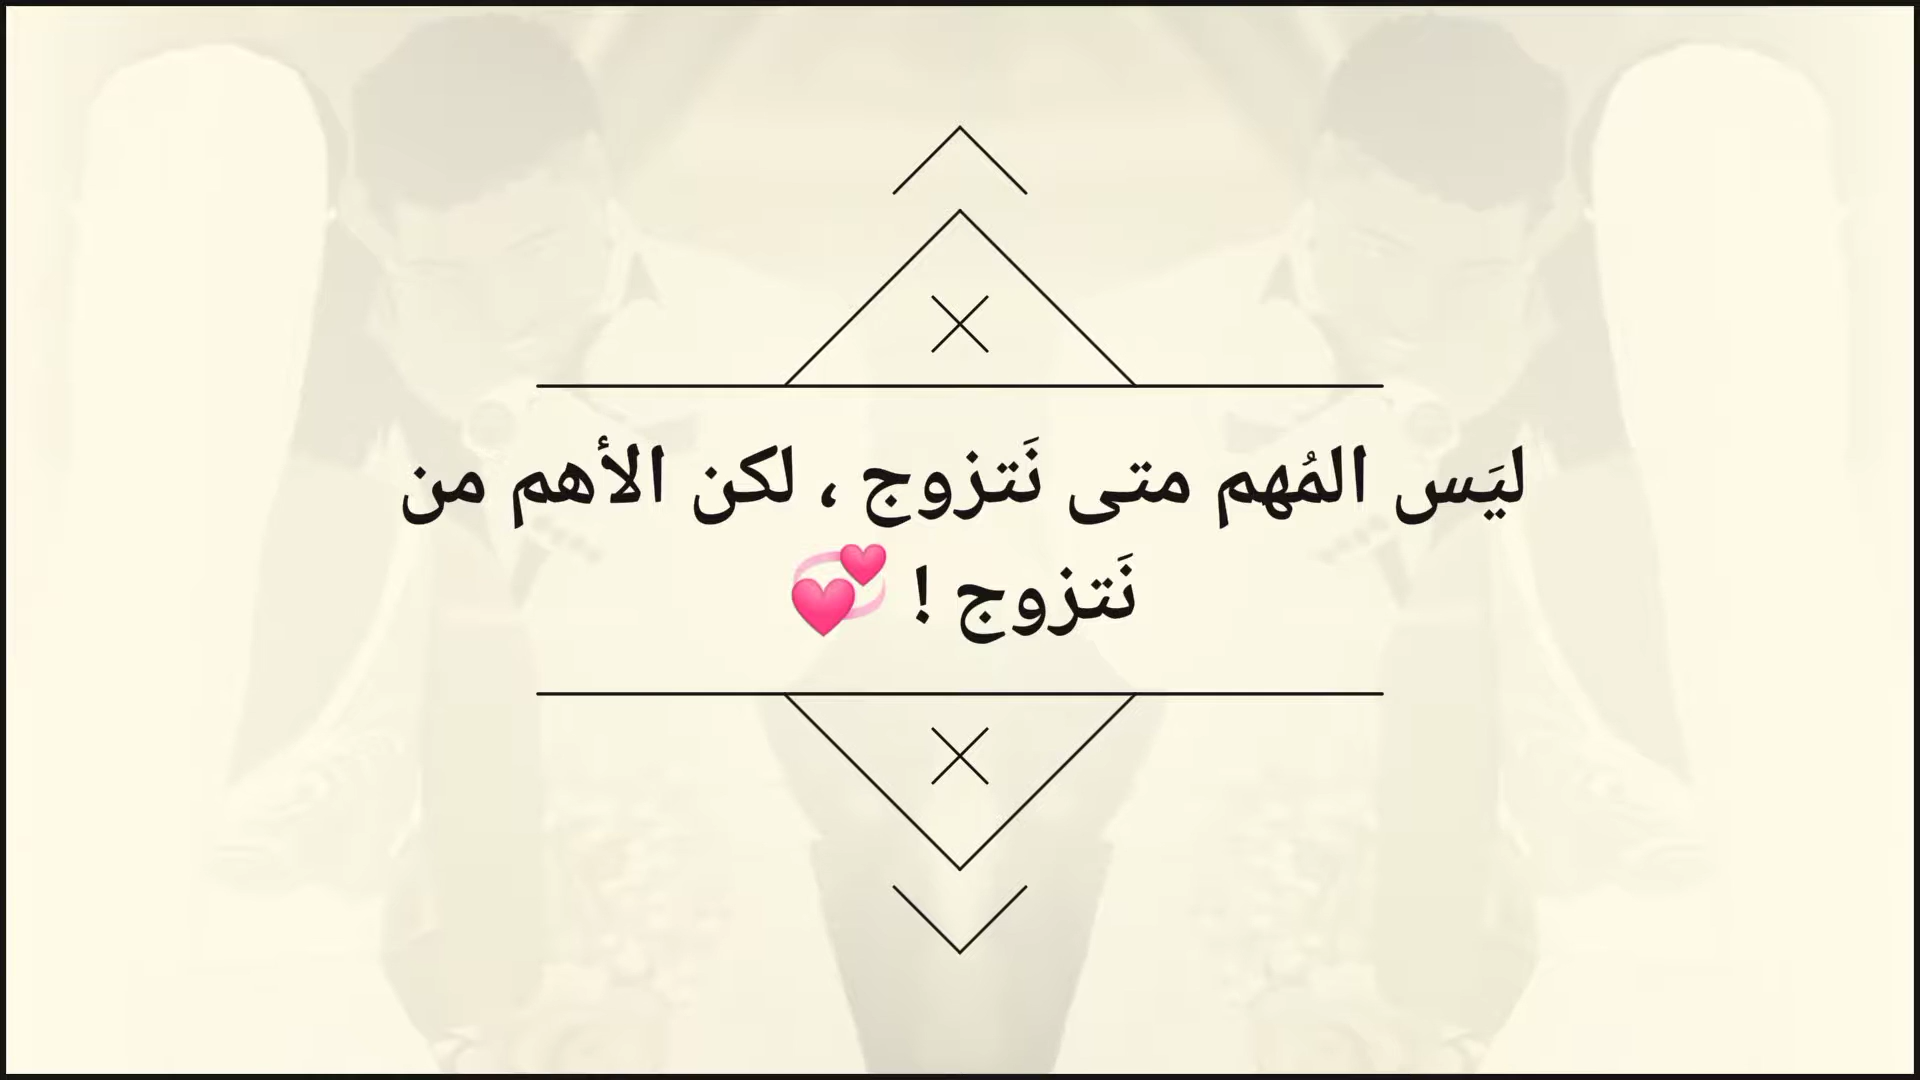 ليَس المُهم متى نَتزوج ، لكن الأهم من
نَتزوج ! 💞